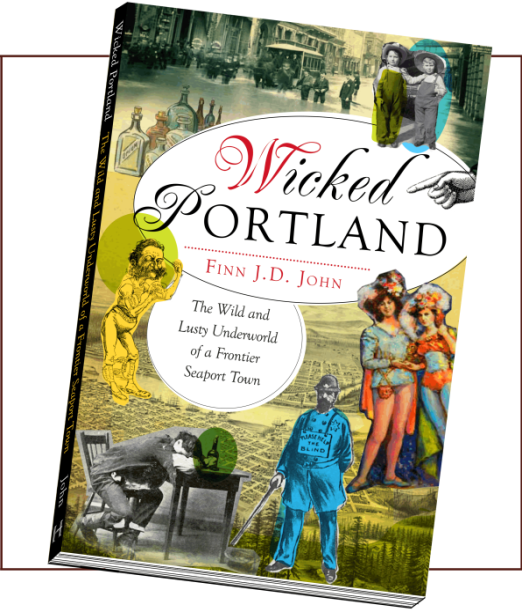 Wicked
PORTLAND
FINN J.D. JOHN
The Wild and
Lusty Underworld
of a Frontier
Seaport Town
PLEASE HELP
THE
BLIND
Wicked Portland The Wild and Lusty Underworld of a Frontier Seaport Town John